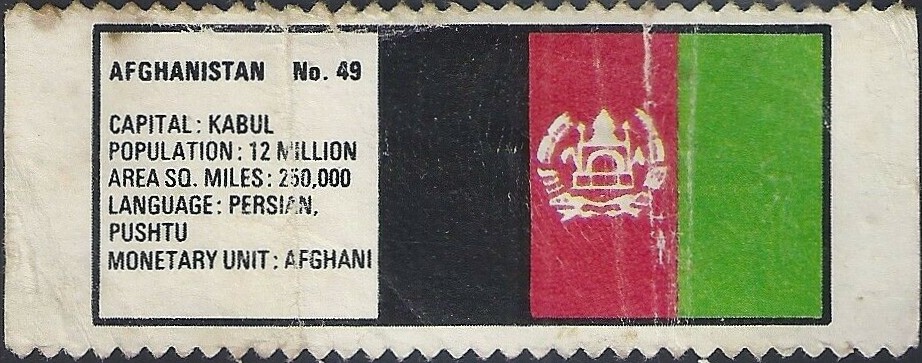 AFGHANISTAN No. 49
CAPITAL: KABUL
POPULATION: 12 MILLION
AREA SQ. MILES: 250,000
LANGUAGE: PERSIAN,
PUSHTU
MONETARY UNIT: AFGHANI